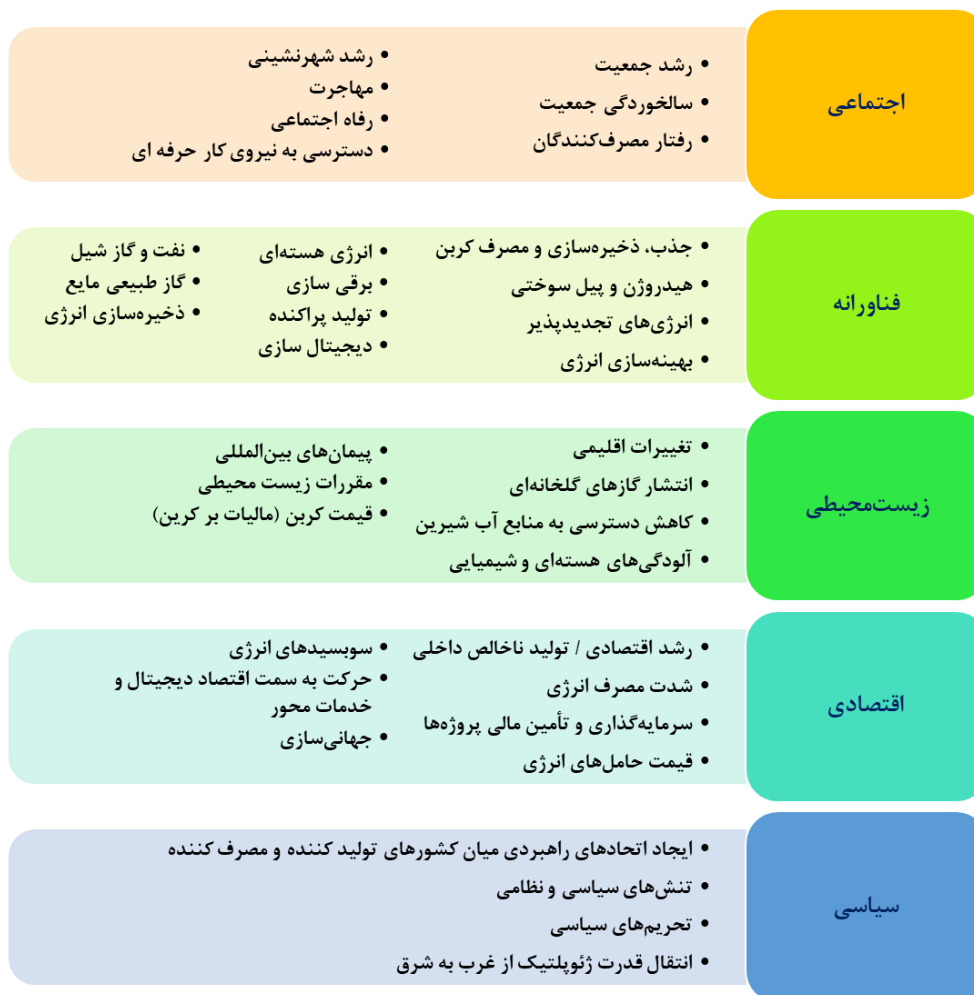 اجتماعی
• رشد جمعیت
• سالخوردگی جمعیت
• رفتار مصرف‌کنندگان
• رشد شهرنشینی
• مهاجرت
• رفاه اجتماعی
• دسترسی به نیروی کار حرفه ای
فناورانه
• جذب، ذخیره‌سازی و مصرف کربن
• هیدروژن و پیل سوختی
• انرژی‌های تجدیدپذیر
• بهینه‌سازی انرژی
• انرژی هسته‌ای
• برقی سازی
• تولید پراکنده
• دیجیتال سازی
• نفت و گاز شیل
• گاز طبیعی مایع
• ذخیره‌سازی انرژی
زیست‌محیطی
• تغییرات اقلیمی
• انتشار گازهای گلخانه‌ای
• کاهش دسترسی به منابع آب شیرین
• آلودگی‌های هسته‌ای و شیمیایی
• پیمان‌های بین‌المللی
• مقررات زیست محیطی
• قیمت کربن (مالیات بر کربن)
اقتصادی
• رشد اقتصادی / تولید ناخالص داخلی
• شدت مصرف انرژی
• سرمایه‌گذاری و تأمین مالی پروژه‌ها
• قیمت حامل‌های انرژی
• سوبسیدهای انرژی
• حرکت به سمت اقتصاد دیجیتال و
خدمات محور
• جهانی‌سازی
سیاسی
• ایجاد اتحادهای راهبردی میان کشورهای تولید کننده و مصرف کننده
• تنش‌های سیاسی و نظامی
• تحریم‌های سیاسی
• انتقال قدرت ژئوپلتیک از غرب به شرق